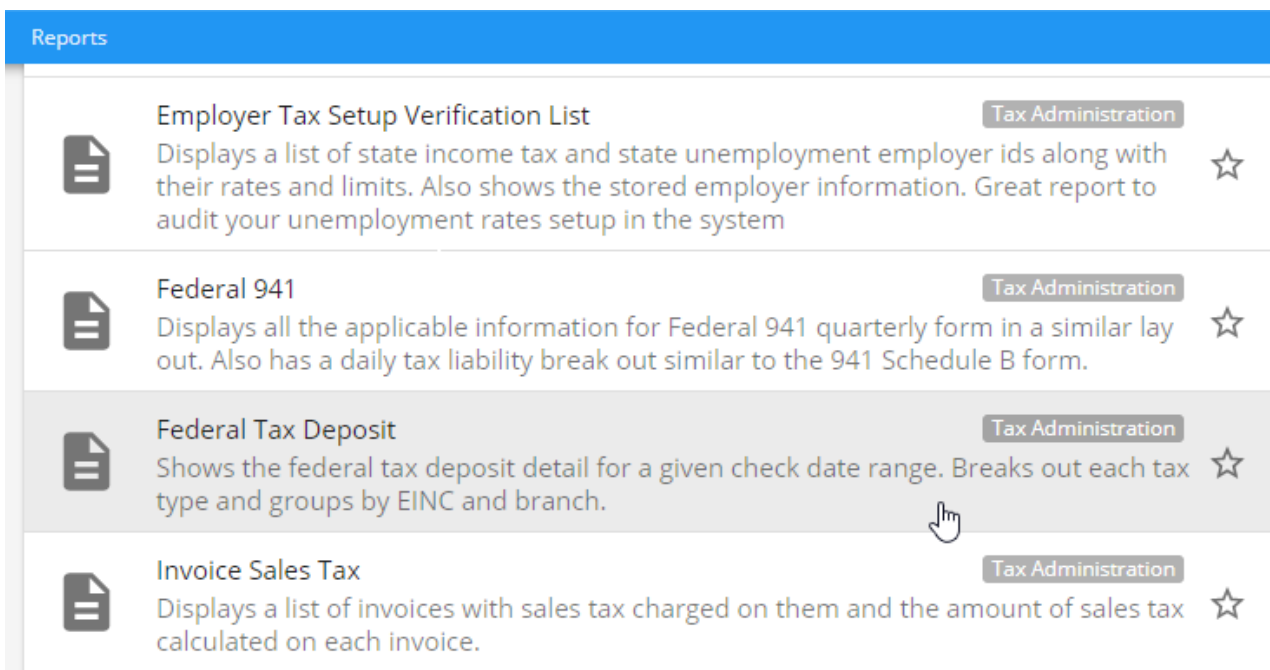 Reports
Employer Tax Setup Verification List
Tax Administration
Displays a list of state income tax and state unemployment employer ids along with
their rates and limits. Also shows the stored employer information. Great report to
audit your unemployment rates setup in the system
Federal 941
Tax Administration
Displays all the applicable information for Federal 941 quarterly form in a similar lay
out. Also has a daily tax liability break out similar to the 941 Schedule B form.
Federal Tax Deposit
Tax Administration
Shows the federal tax deposit detail for a given check date range. Breaks out each tax
type and groups by EINC and branch.
Invoice Sales Tax
Tax Administration
Displays a list of invoices with sales tax charged on them and the amount of sales tax
calculated on each invoice.